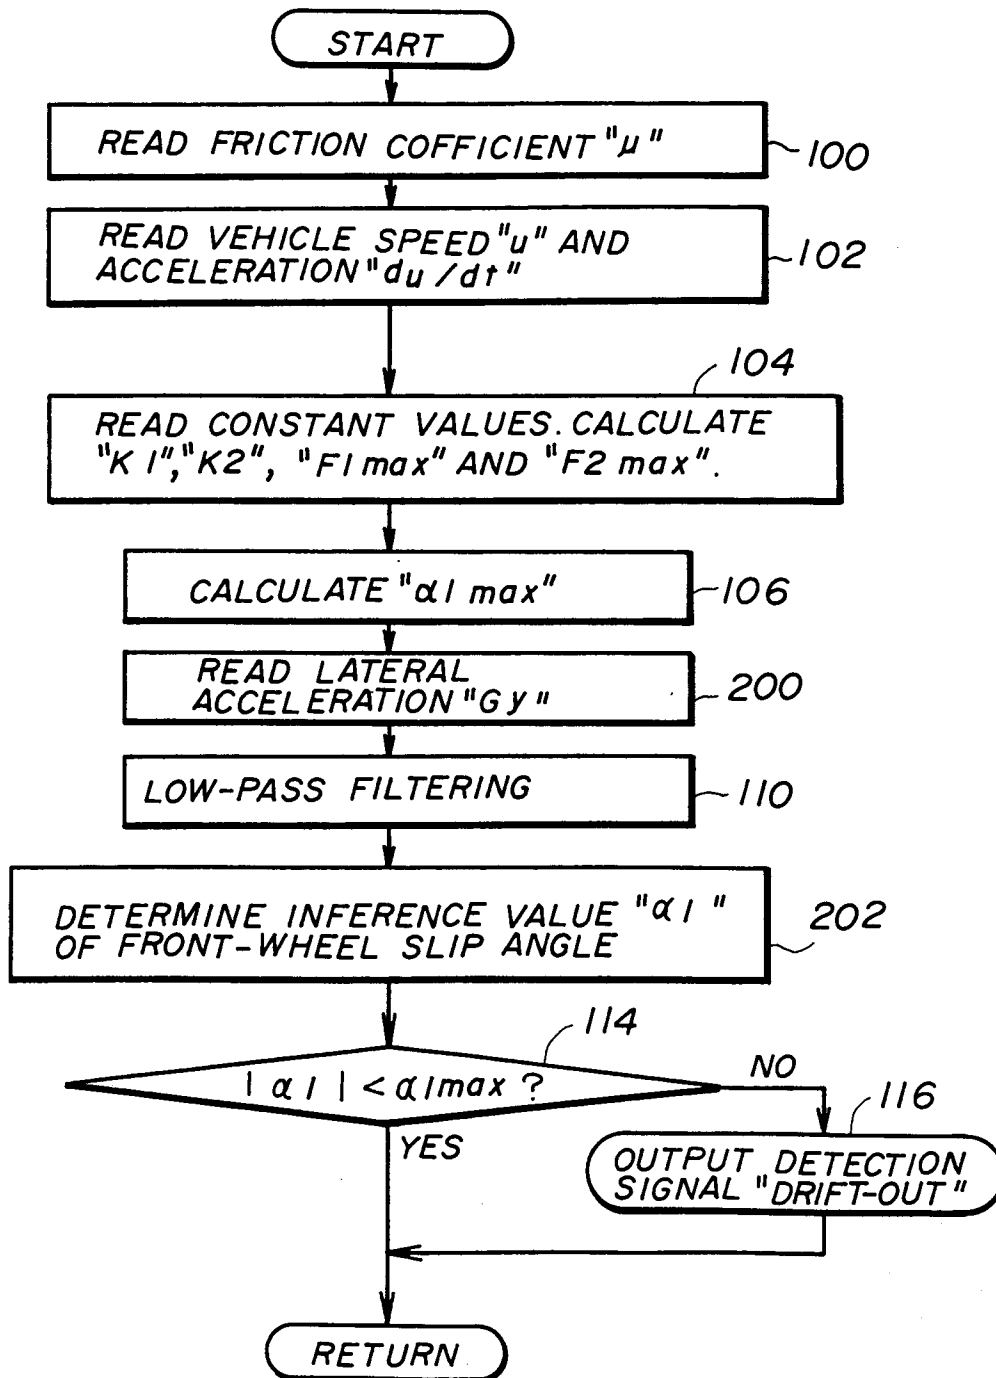 START
READ FRICTION COFFICIENT "μ"
100
READ VEHICLE SPEED "u" AND
ACCELERATION "du/dt"
102
104
READ CONSTANT VALUES. CALCULATE
"K1", "K2", "F1max" AND "F2max".
CALCULATE "α1max"
106
READ LATERAL
ACCELERATION "Gy"
200
LOW-PASS FILTERING
110
DETERMINE INFERENCE VALUE "α1"
OF FRONT-WHEEL SLIP ANGLE
202
114
|α1| < α1max ?
NO
YES
116
OUTPUT DETECTION
SIGNAL "DRIFT-OUT"
RETURN